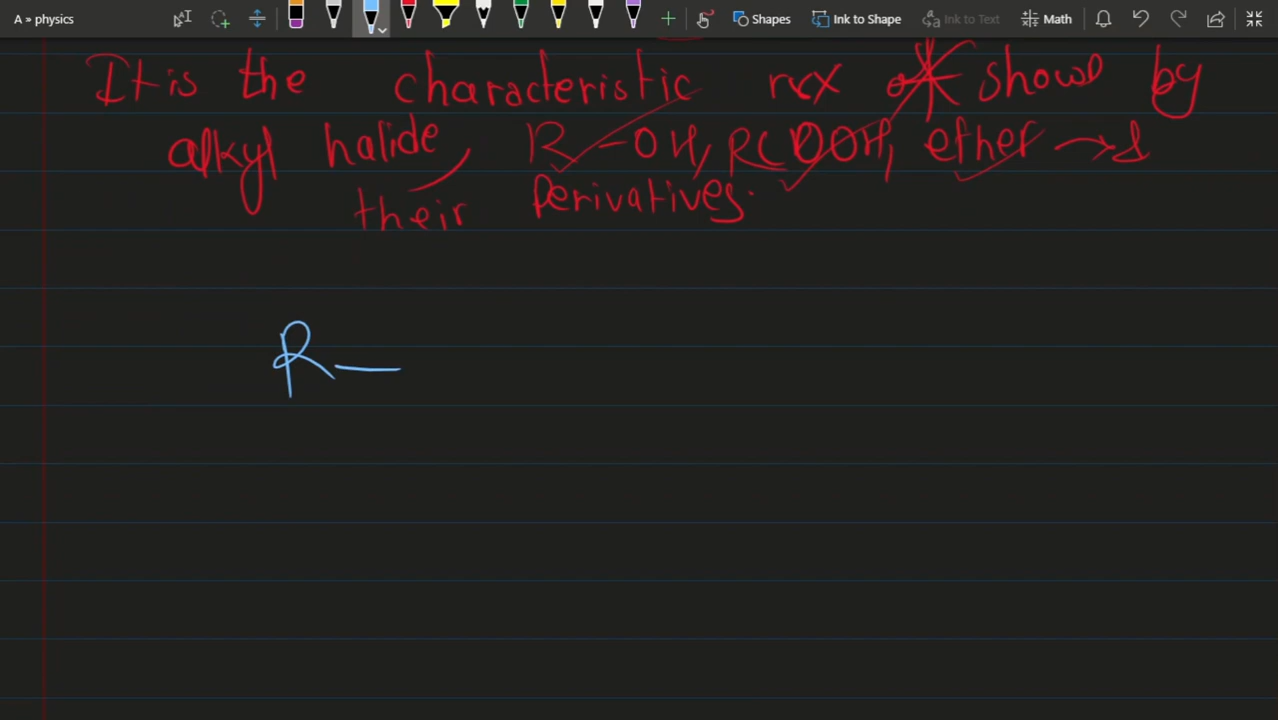 A » physics
Shapes Ink to Shape Ink to Text Math
It is the characteristic rxx shows by
alkyl halide, R-OH, RCOOH, ether → &
their Derivatives.
R—